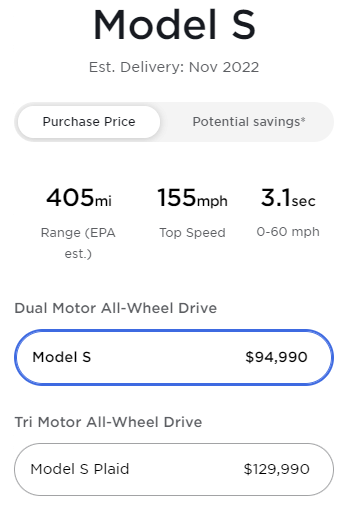 Model S
Est. Delivery: Nov 2022
Purchase Price Potential savings*
405mi 155mph 3.1sec
Range (EPA est.) Top Speed 0-60 mph
Dual Motor All-Wheel Drive
Model S $94,990
Tri Motor All-Wheel Drive
Model S Plaid $129,990